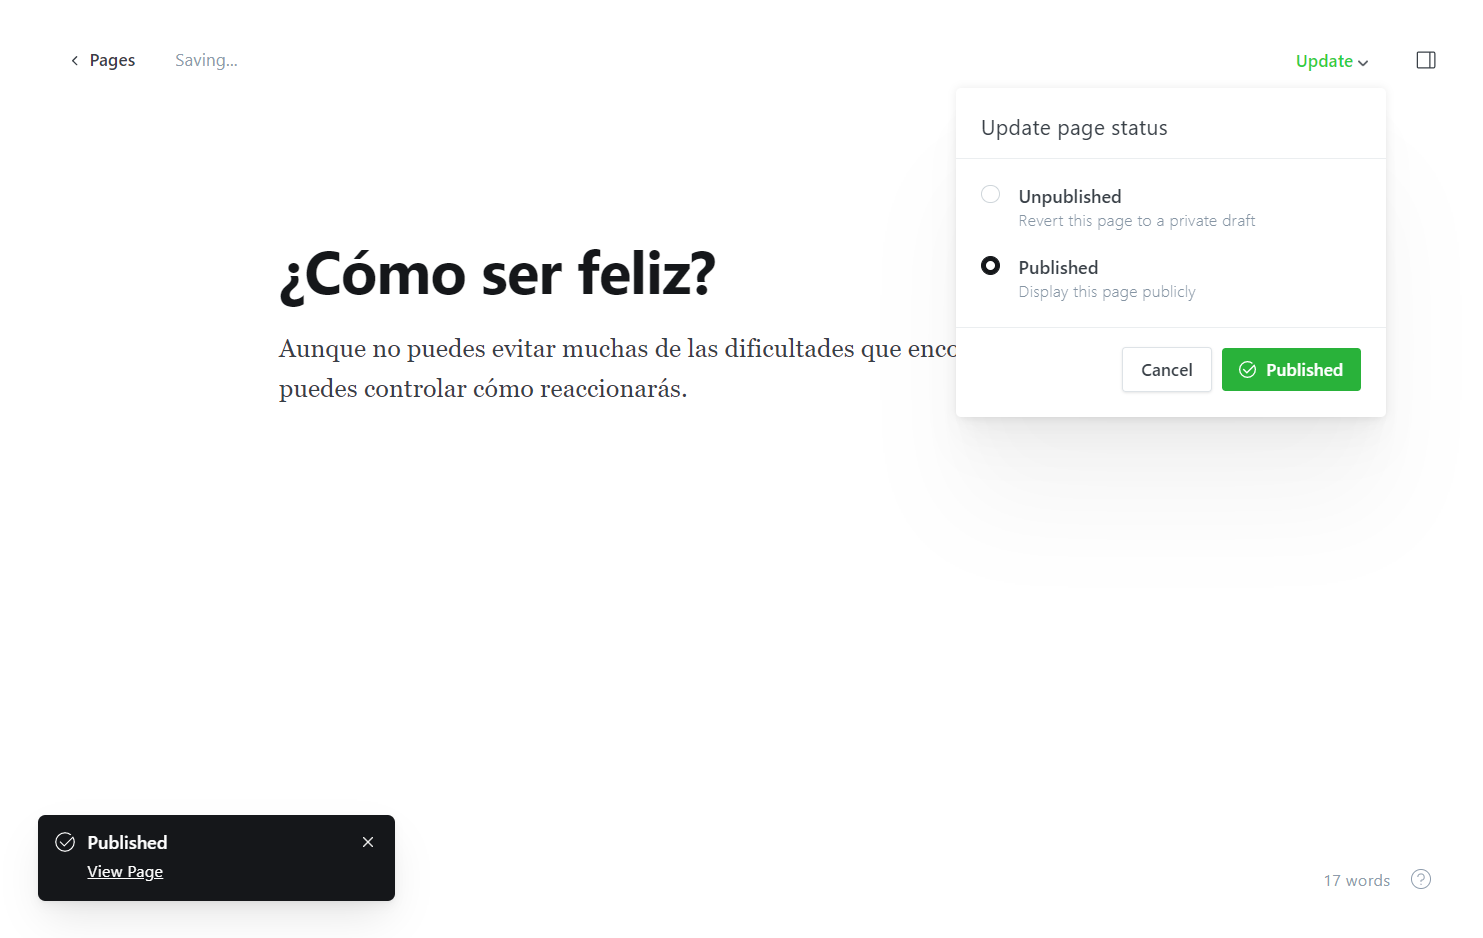 Pages
Saving...
Update
Update page status
Unpublished
Revert this page to a private draft
Published
Display this page publicly
Cancel
Published
¿Cómo ser feliz?
Aunque no puedes evitar muchas de las dificultades que
puedes controlar cómo reaccionarás.
Published
View Page
17 words